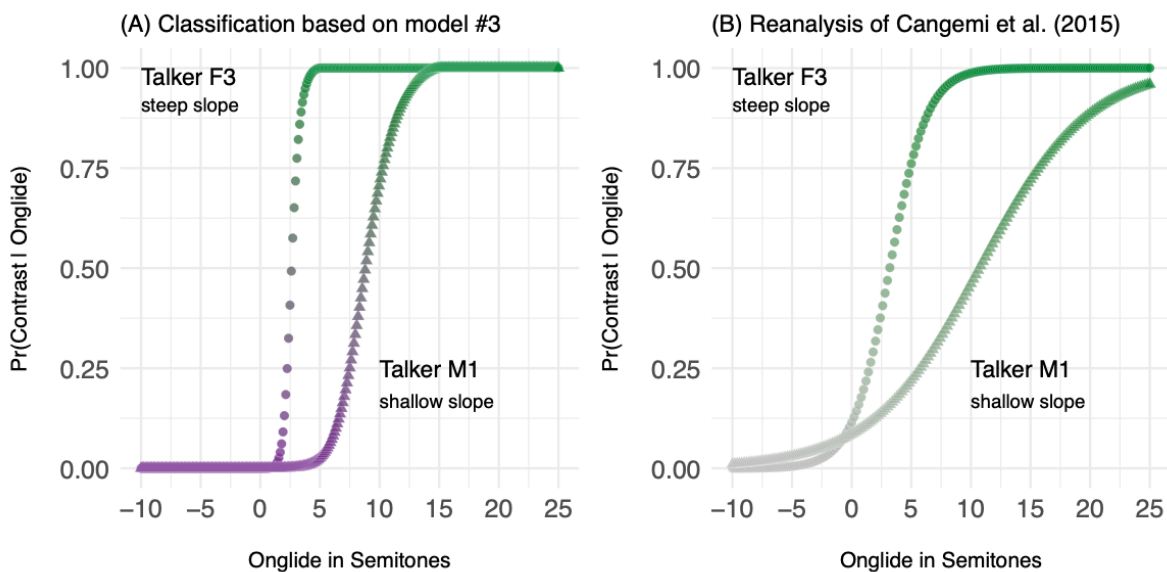 (A) Classification based on model #3
Pr(Contrast | Onglide)
1.00
0.75
0.50
0.25
0.00
Talker F3
steep slope
Talker M1
shallow slope
−10 −5 0 5 10 15 20 25
Onglide in Semitones
(B) Reanalysis of Cangemi et al. (2015)
Pr(Contrast | Onglide)
1.00
0.75
0.50
0.25
0.00
Talker F3
steep slope
Talker M1
shallow slope
−10 −5 0 5 10 15 20 25
Onglide in Semitones